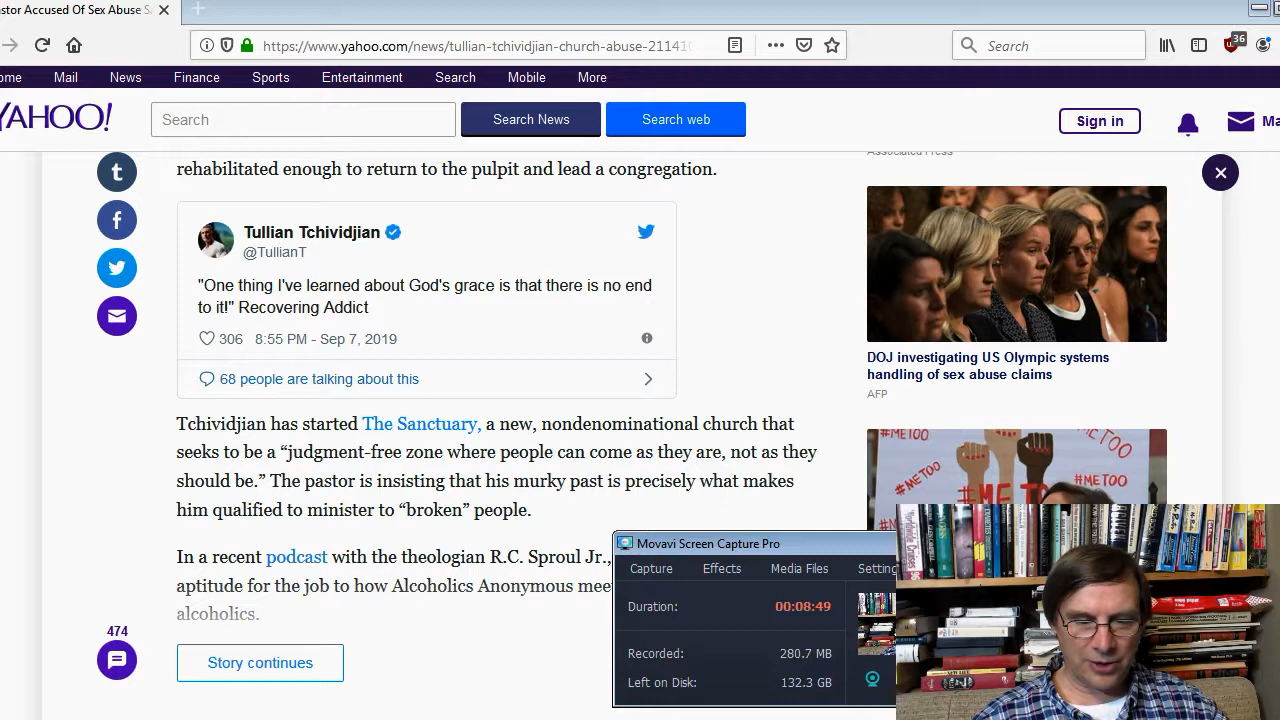 stor Accused Of Sex Abuse S
https://www.yahoo.com/news/tullian-tchividjian-church-abuse-21141
Search
36
ome Mail News Finance Sports Entertainment Search Mobile More
YAHOO!
Search
Search News
Search web
Sign in
Ma
rehabilitated enough to return to the pulpit and lead a congregation.
Associated Press
t
f
Tullian Tchividjian
@TullianT
"One thing I've learned about God's grace is that there is no end
to it!" Recovering Addict
306 8:55 PM - Sep 7, 2019
68 people are talking about this
DOJ investigating US Olympic systems
handling of sex abuse claims
AFP
Tchividjian has started The Sanctuary, a new, nondenominational church that
seeks to be a “judgment-free zone where people can come as they are, not as they
should be.” The pastor is insisting that his murky past is precisely what makes
him qualified to minister to “broken” people.
#METOO
#METOO
#METOO
#METOO
In a recent podcast with the theologian R.C. Sproul Jr.,
aptitude for the job to how Alcoholics Anonymous mee
alcoholics.
474
Story continues
Movavi Screen Capture Pro
Capture Effects Media Files Setting
Duration: 00:08:49
Recorded: 280.7 MB
Left on Disk: 132.3 GB